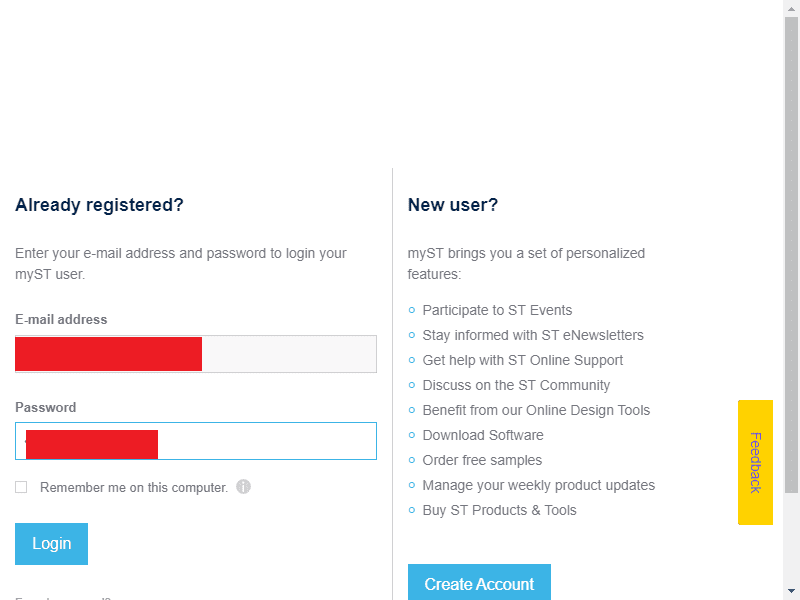 Already registered?
Enter your e-mail address and password to login your
myST user.
E-mail address
Password
Remember me on this computer.
Login
New user?
myST brings you a set of personalized
features:
Participate to ST Events
Stay informed with ST eNewsletters
Get help with ST Online Support
Discuss on the ST Community
Benefit from our Online Design Tools
Download Software
Order free samples
Manage your weekly product updates
Buy ST Products & Tools
Create Account
Feedback